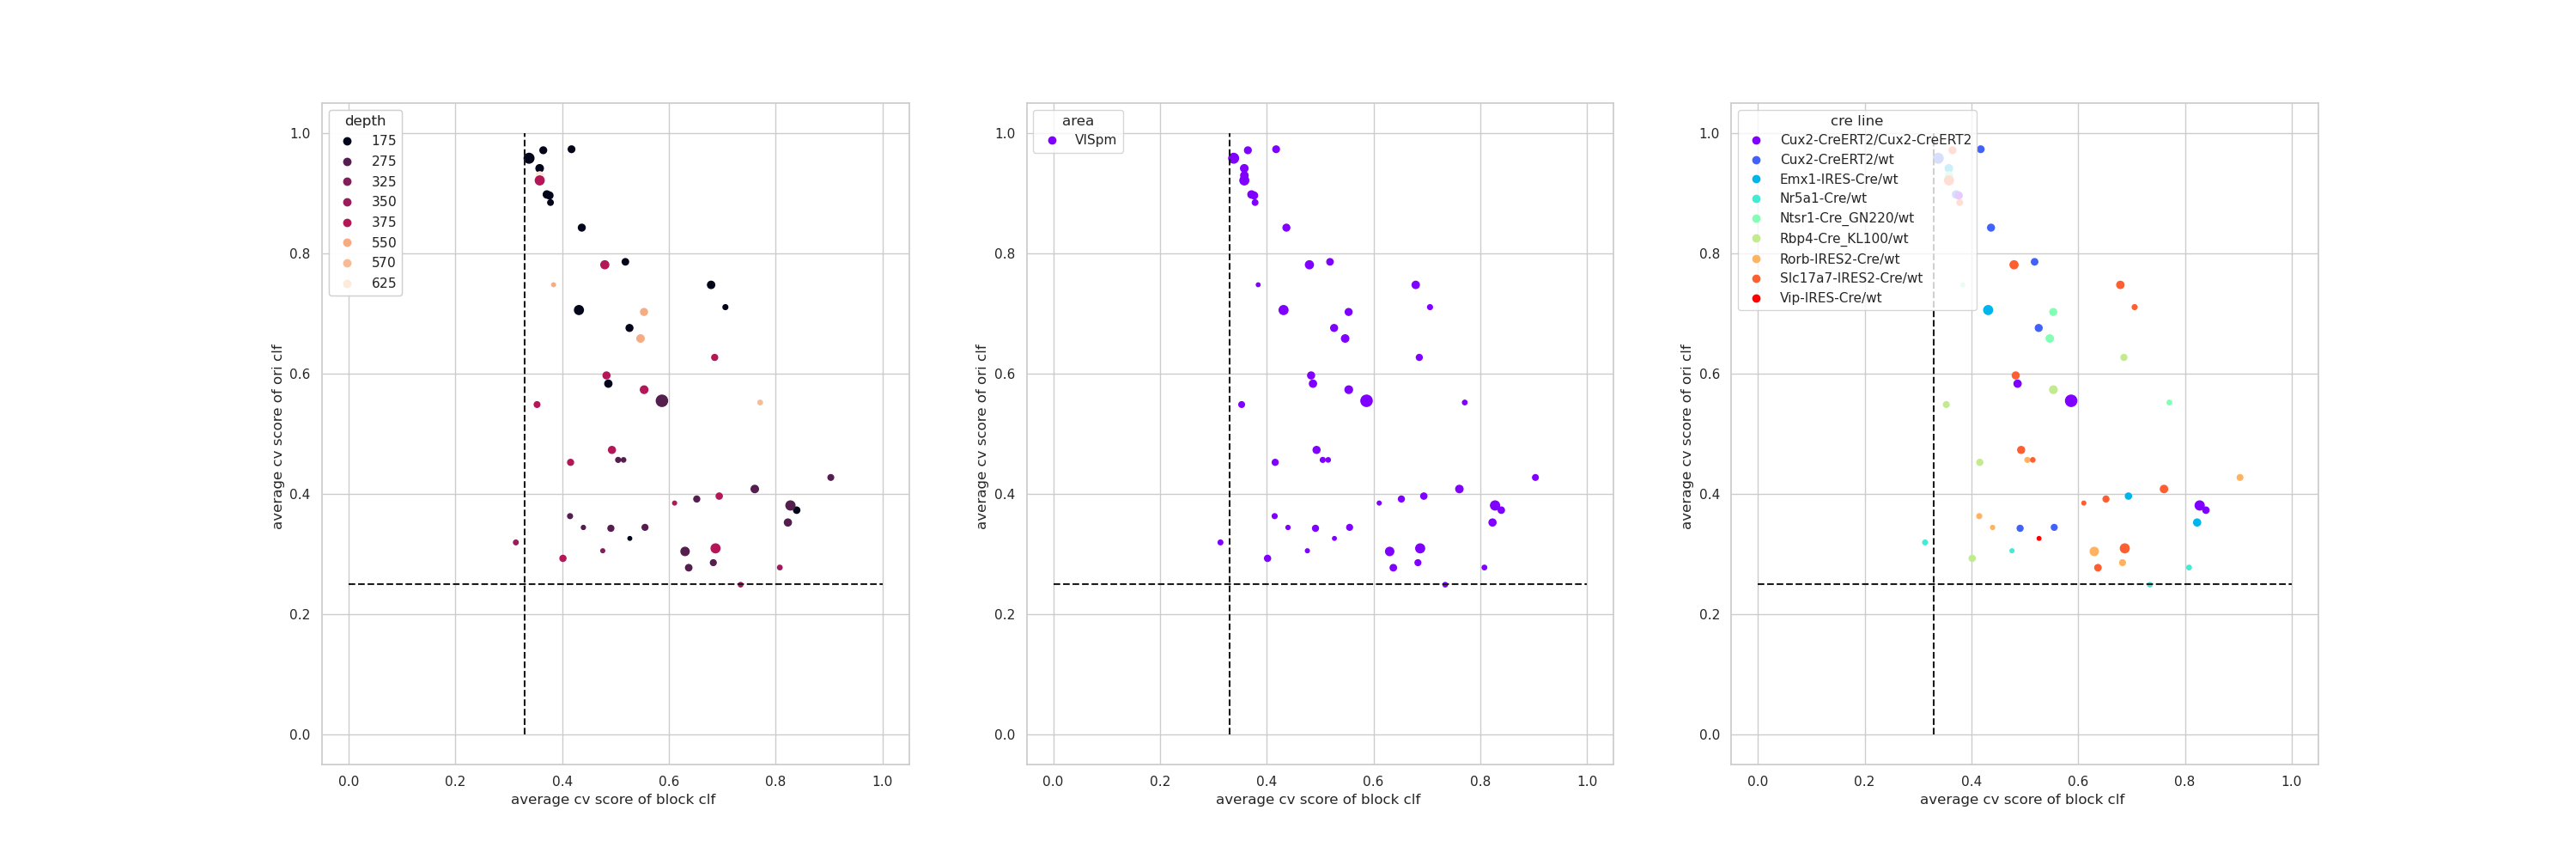 depth
175
275
325
350
375
550
570
625
1.0
0.8
0.6
0.4
0.2
0.0
average cv score of ori clf
0.0 0.2 0.4 0.6 0.8 1.0
average cv score of block clf
area
VISpm
1.0
0.8
0.6
0.4
0.2
0.0
average cv score of ori clf
0.0 0.2 0.4 0.6 0.8 1.0
average cv score of block clf
cre line
Cux2-CreERT2/Cux2-CreERT2
Cux2-CreERT2/wt
Emx1-IRES-Cre/wt
Nr5a1-Cre/wt
Ntsr1-Cre_GN220/wt
Rbp4-Cre_KL100/wt
Rorb-IRES2-Cre/wt
Slc17a7-IRES2-Cre/wt
Vip-IRES-Cre/wt
1.0
0.8
0.6
0.4
0.2
0.0
average cv score of ori clf
0.0 0.2 0.4 0.6 0.8 1.0
average cv score of block clf